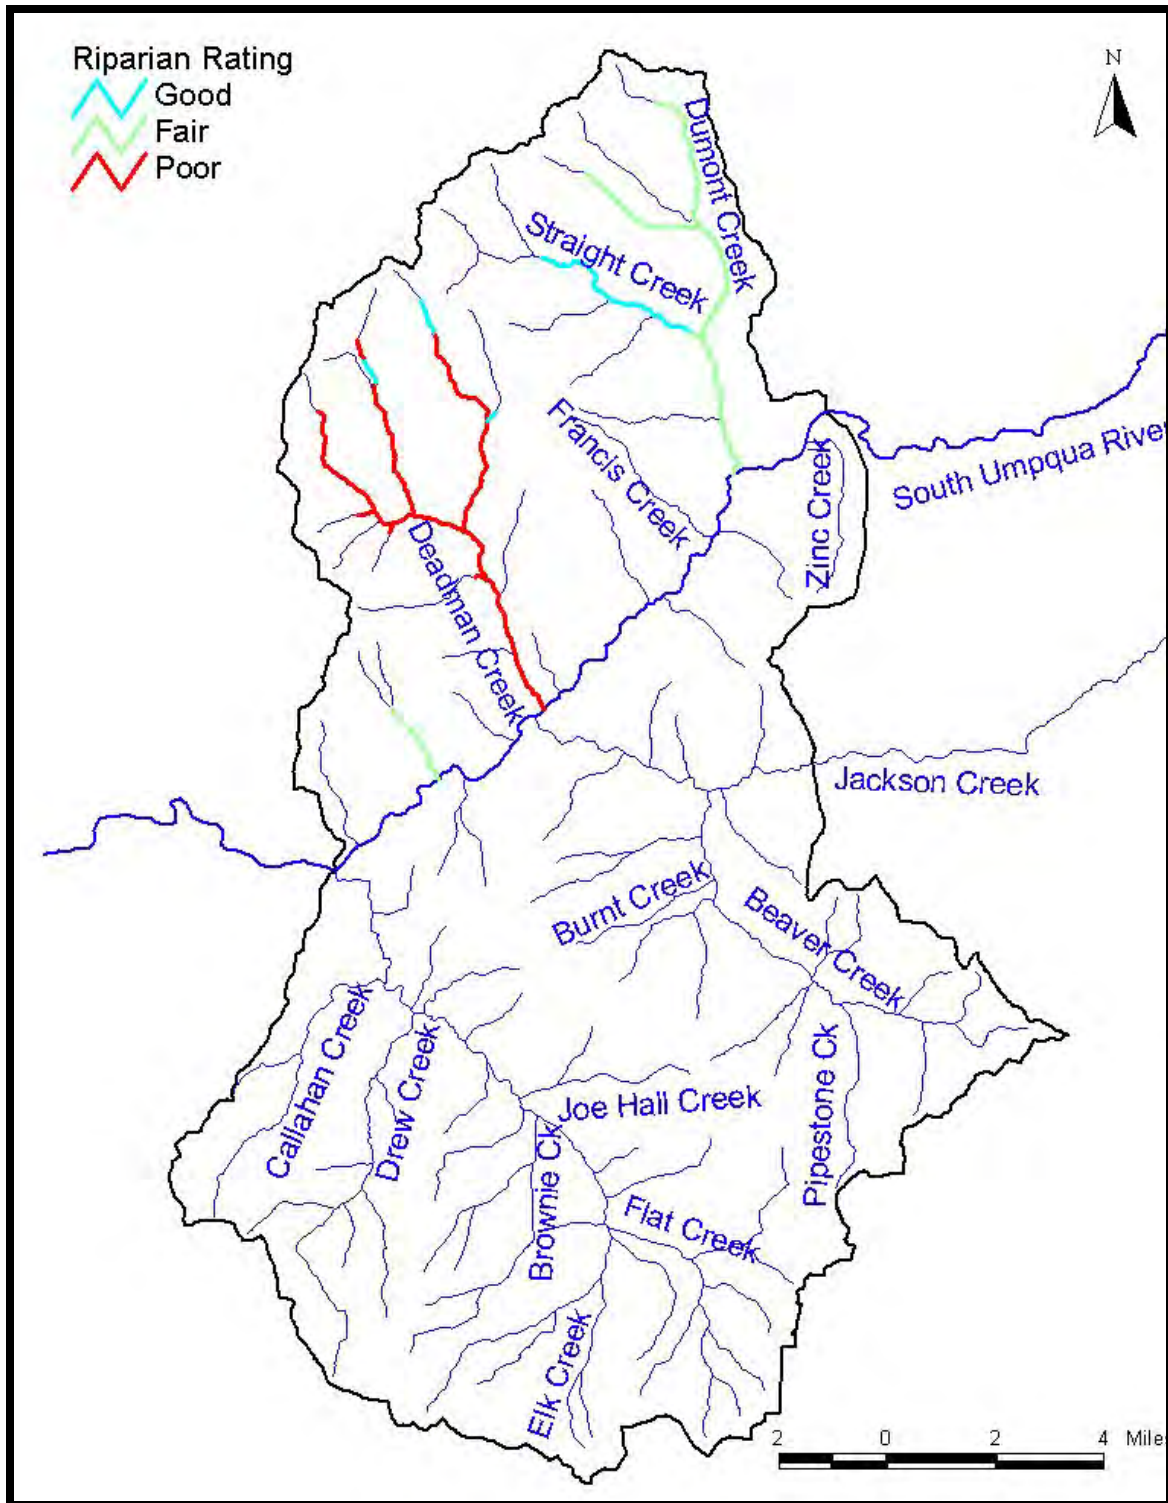 Riparian Rating
Good
Fair
Poor
N
Dumont Creek
Straight Creek
Francis Creek
Zinc Creek
South Umpqua Rive
Deadman Creek
Jackson Creek
Burnt Creek
Beaver Creek
Callahan Creek
Drew Creek
Joe Hall Creek
Pipestone Ck
Brownie Ck
Flat Creek
Elk Creek
2 0 2 4 Mile